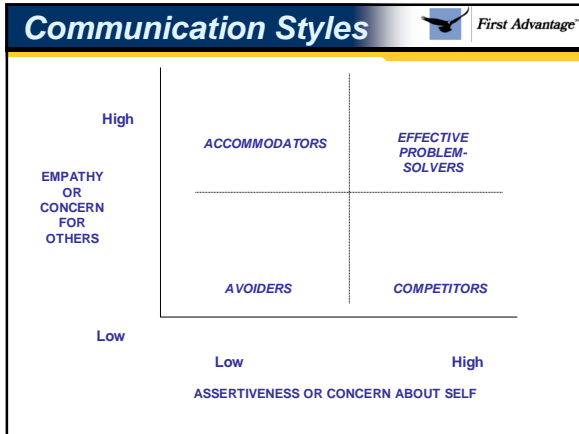 Communication Styles
First Advantage™
High
ACCOMMODATORS
EFFECTIVE
PROBLEM-
SOLVERS
EMPATHY
OR
CONCERN
FOR
OTHERS
AVOIDERS
COMPETITORS
Low
Low
High
ASSERTIVENESS OR CONCERN ABOUT SELF